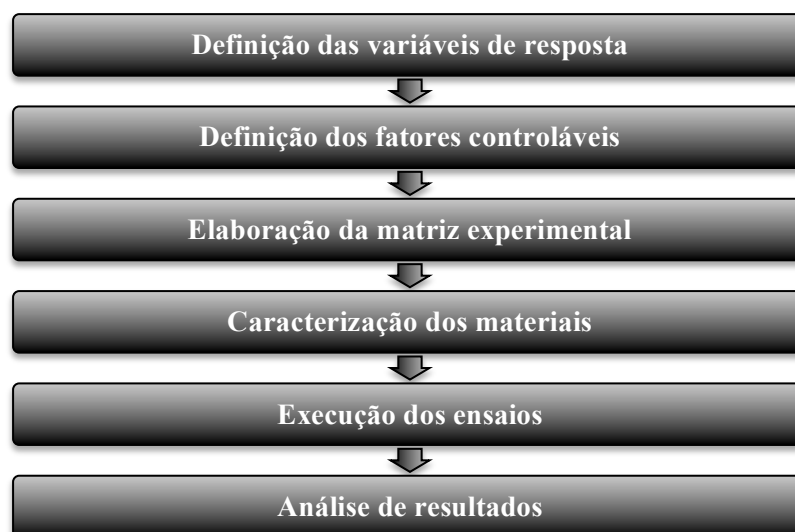 Definição das variáveis de resposta
Definição dos fatores controláveis
Elaboração da matriz experimental
Caracterização dos materiais
Execução dos ensaios
Análise de resultados